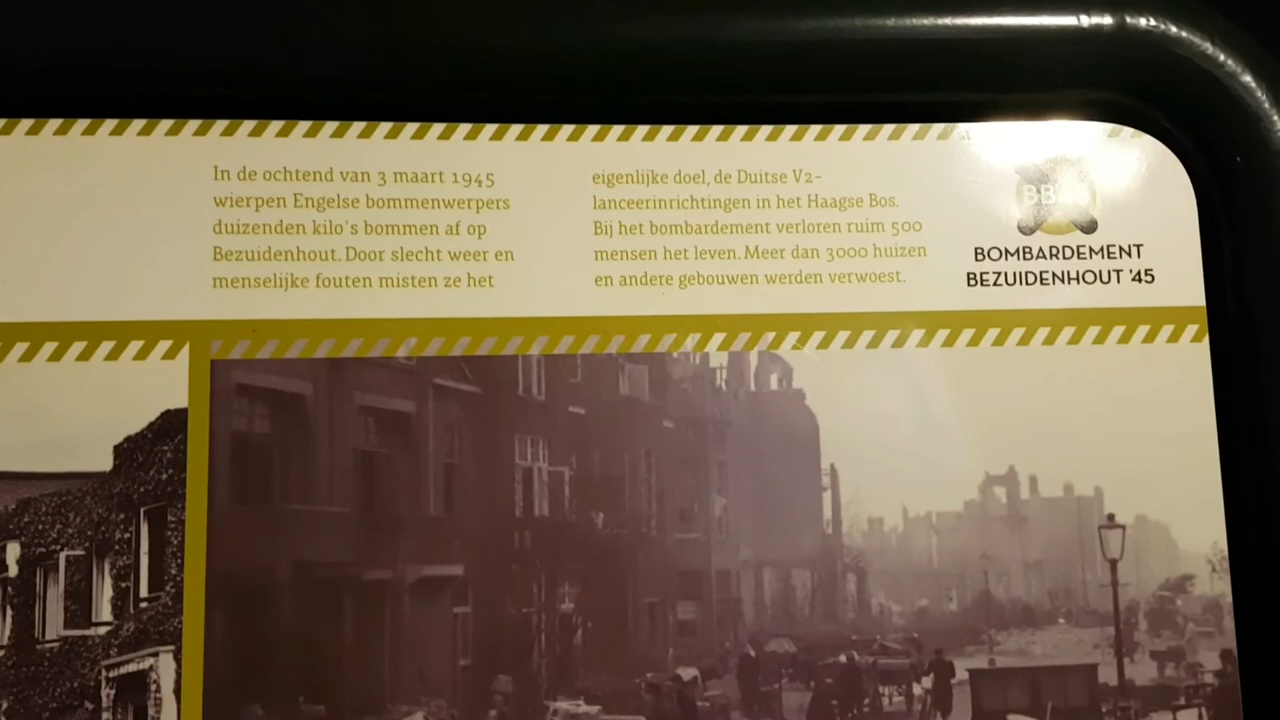 In de ochtend van 3 maart 1945
wierpen Engelse bommenwerpers
duizenden kilo's bommen af op
Bezuidenhout. Door slecht weer en
menselijke fouten misten ze het
eigenlijke doel, de Duitse V2-
lanceerinrichtingen in het Haagse Bos.
Bij het bombardement verloren ruim 500
mensen het leven. Meer dan 3000 huizen
en andere gebouwen werden verwoest.
BOMBARDEMENT
BEZUIDENHOUT '45